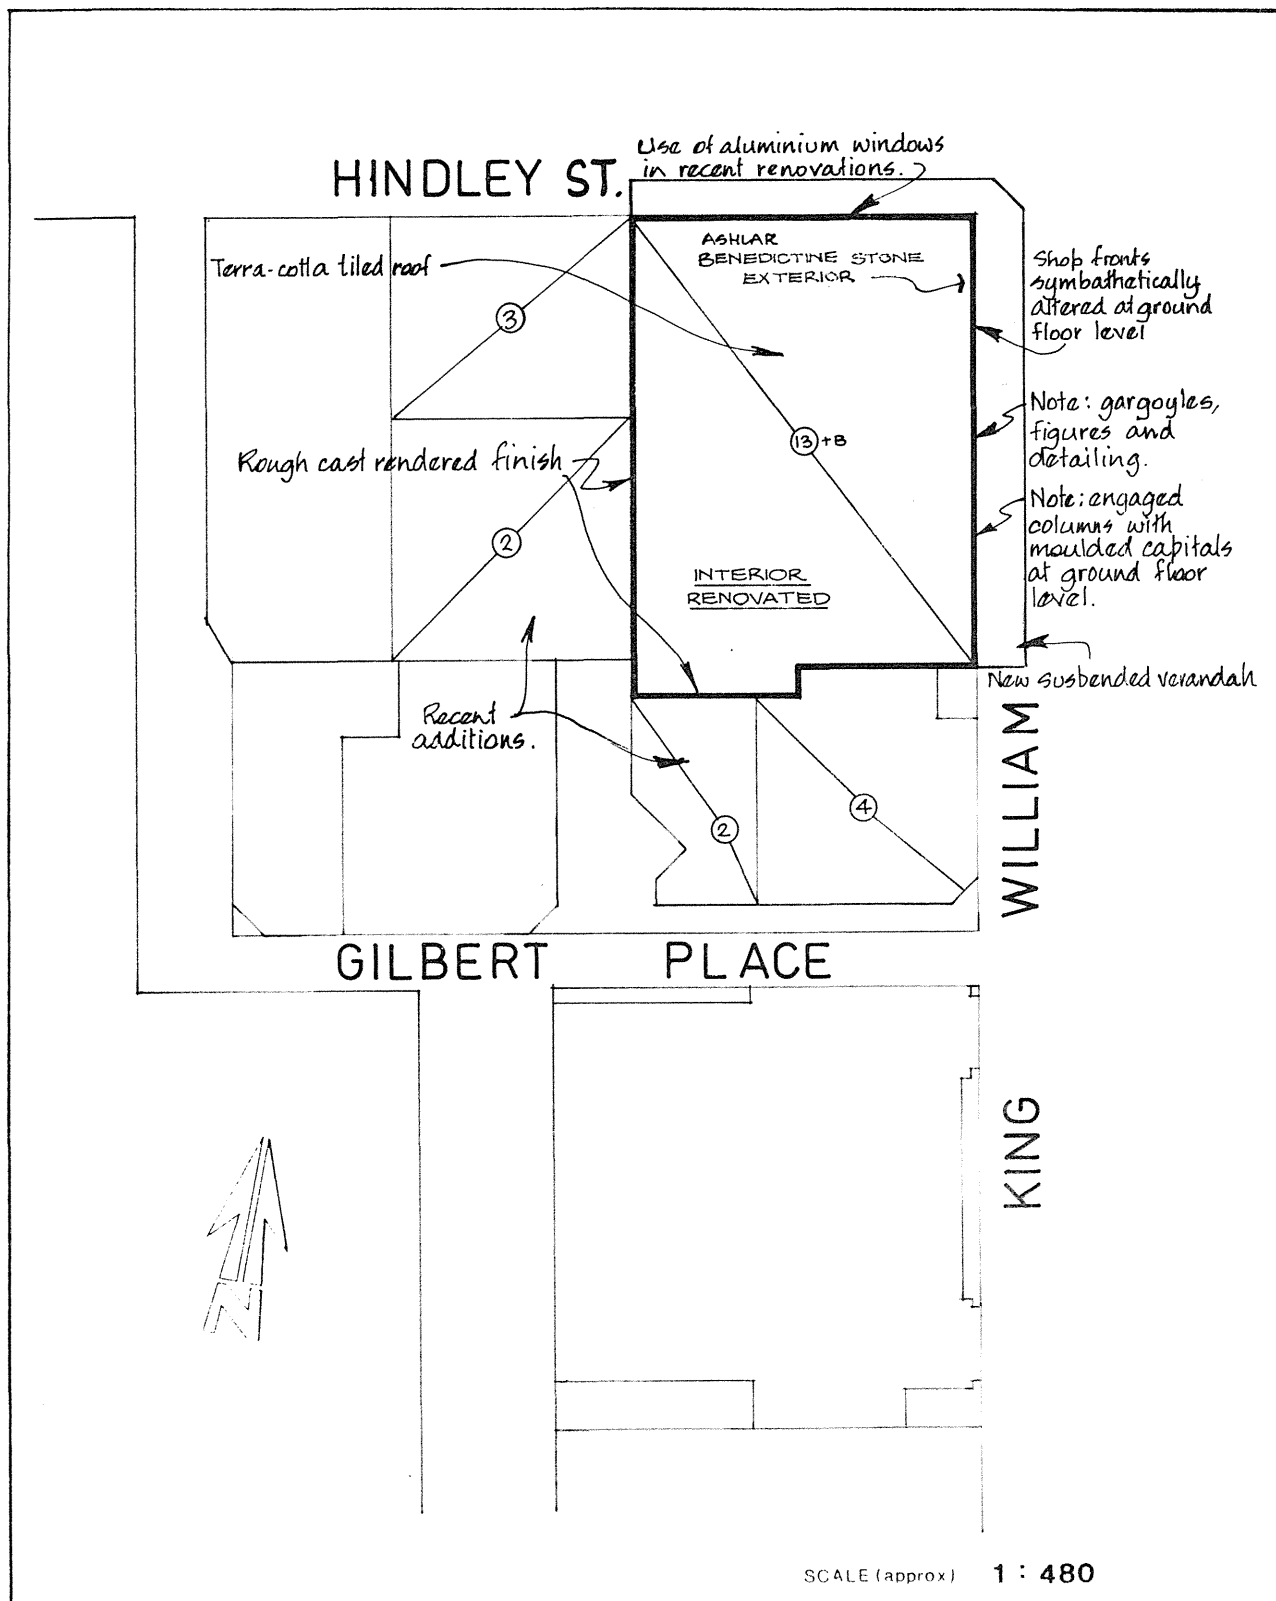 Use of aluminium windows
in recent renovations.
HINDLEY ST.
ASHLAR
BENEDICTINE STONE
EXTERIOR
Terra-cotta tiled roof
Shop fronts
symbathetically
altered at ground
floor level
3
Note: gargoyles,
figures and
detailing.
13 + B
Rough cast rendered finish
Note: engaged
columns with
moulded capitals
at ground floor
level.
2
INTERIOR
RENOVATED
New susbended verandah
Recent
additions.
2
4
WILLIAM
GILBERT PLACE
KING
N
SCALE (approx) 1 : 480